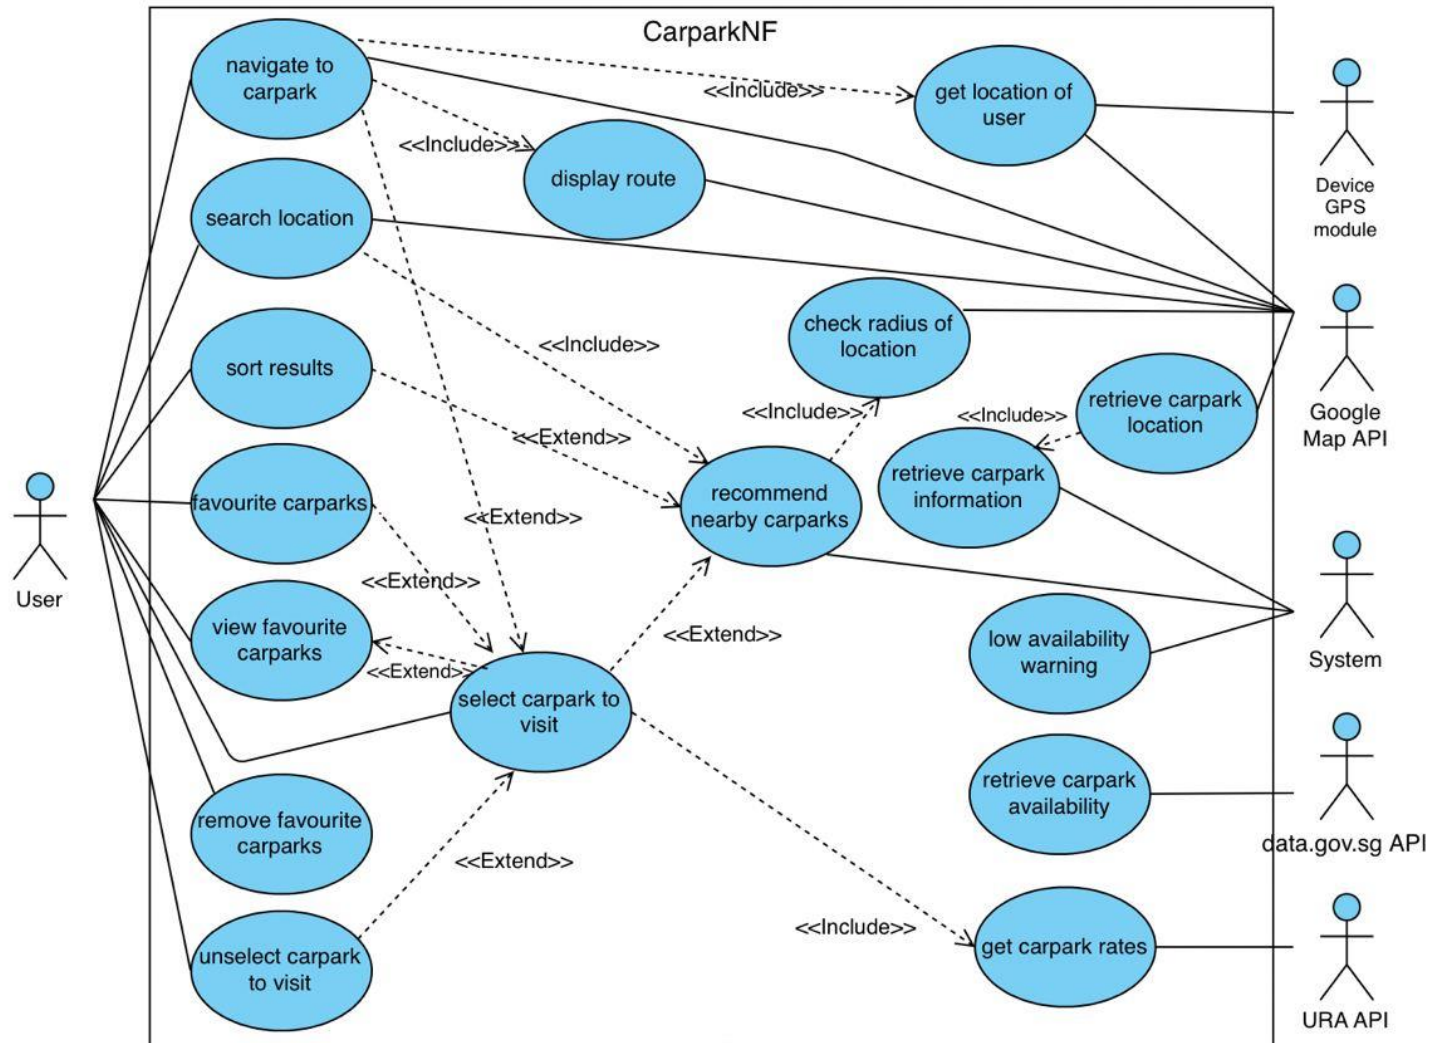 CarparkNF
navigate to
carpark
<<Include>>
get location of
user
<<Include>>
display route
Device
GPS
module
search location
<<Include>>
check radius of
location
sort results
<<Include>>
<<Include>>
retrieve carpark
location
Google
Map API
<<Extend>>
retrieve carpark
information
favourite carparks
recommend
nearby carparks
<<Extend>>
<<Extend>>
User
view favourite
carparks
<<Extend>>
<<Extend>>
low availability
warning
System
select carpark to
visit
retrieve carpark
availability
remove favourite
carparks
data.gov.sg API
<<Extend>>
<<Include>>
get carpark rates
unselect carpark
to visit
URA API